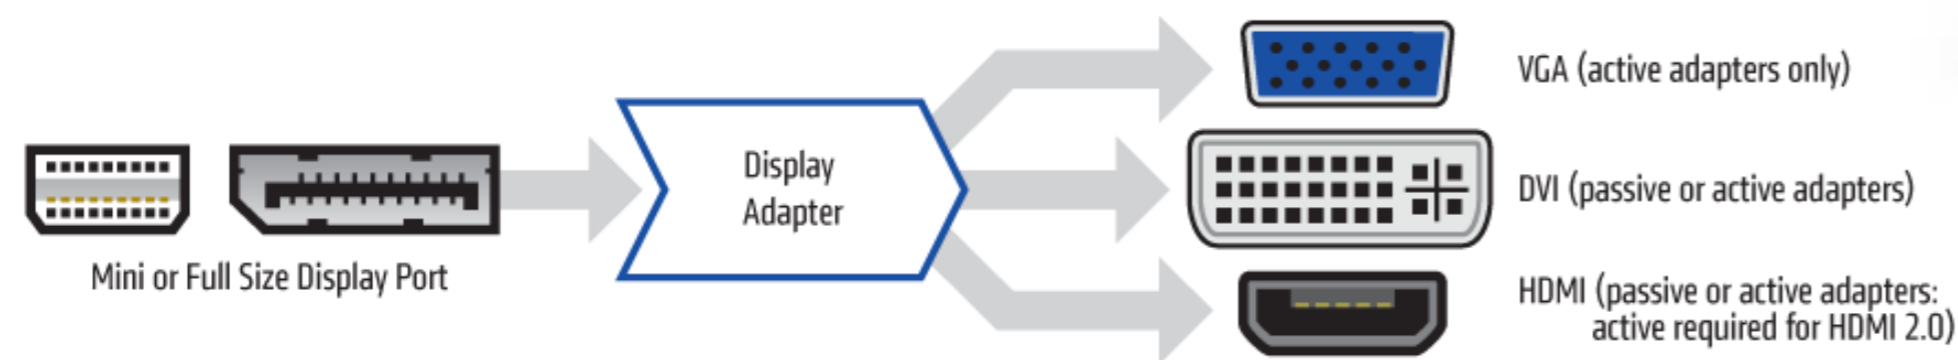 Mini or Full Size Display Port
Display
Adapter
VGA (active adapters only)
DVI (passive or active adapters)
HDMI (passive or active adapters:
active required for HDMI 2.0)